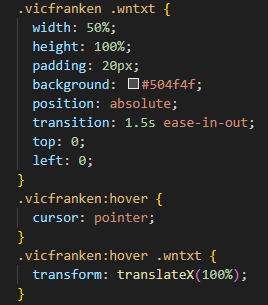 .vicfranken .wntxt {
width: 50%;
height: 100%;
padding: 20px;
background: #504f4f;
position: absolute;
transition: 1.5s ease-in-out;
top: 0;
left: 0;
}
.vicfranken:hover {
cursor: pointer;
}
.vicfranken:hover .wntxt {
transform: translateX(100%);